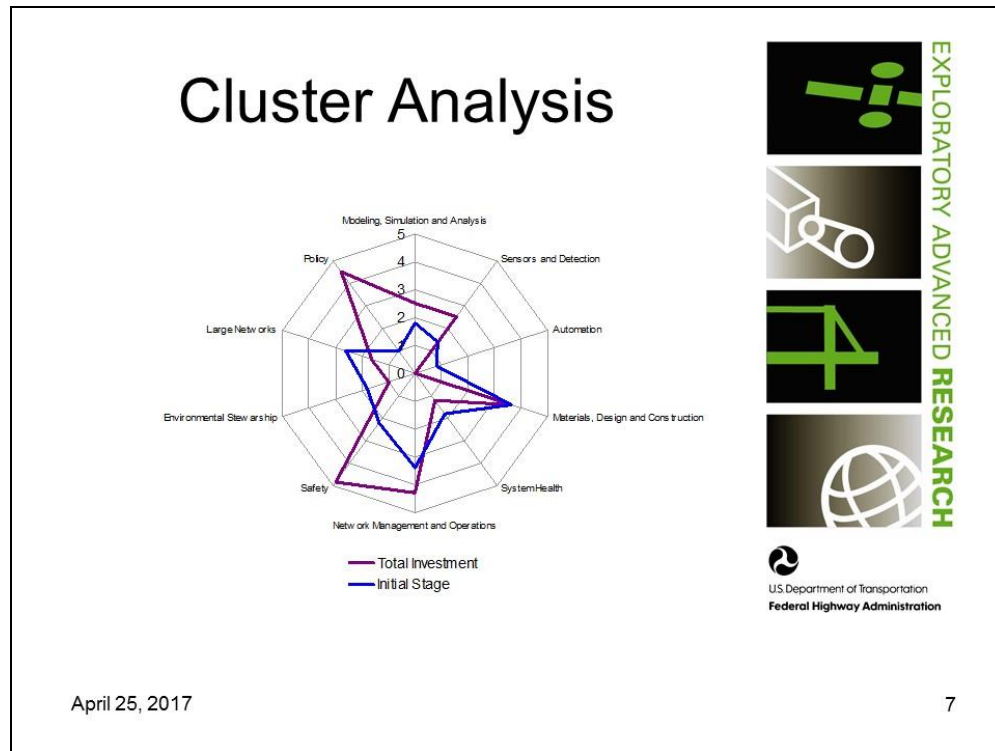 Cluster Analysis
EXPLORATORY ADVANCED RESEARCH
Modeling, Simulation and Analysis
Sensors and Detection
Automation
Materials, Design and Construction
System Health
Network Management and Operations
Safety
Environmental Stewarship
Large Networks
Policy
5
4
3
2
1
0
Total Investment
Initial Stage
U.S. Department of Transportation
Federal Highway Administration
April 25, 2017
7